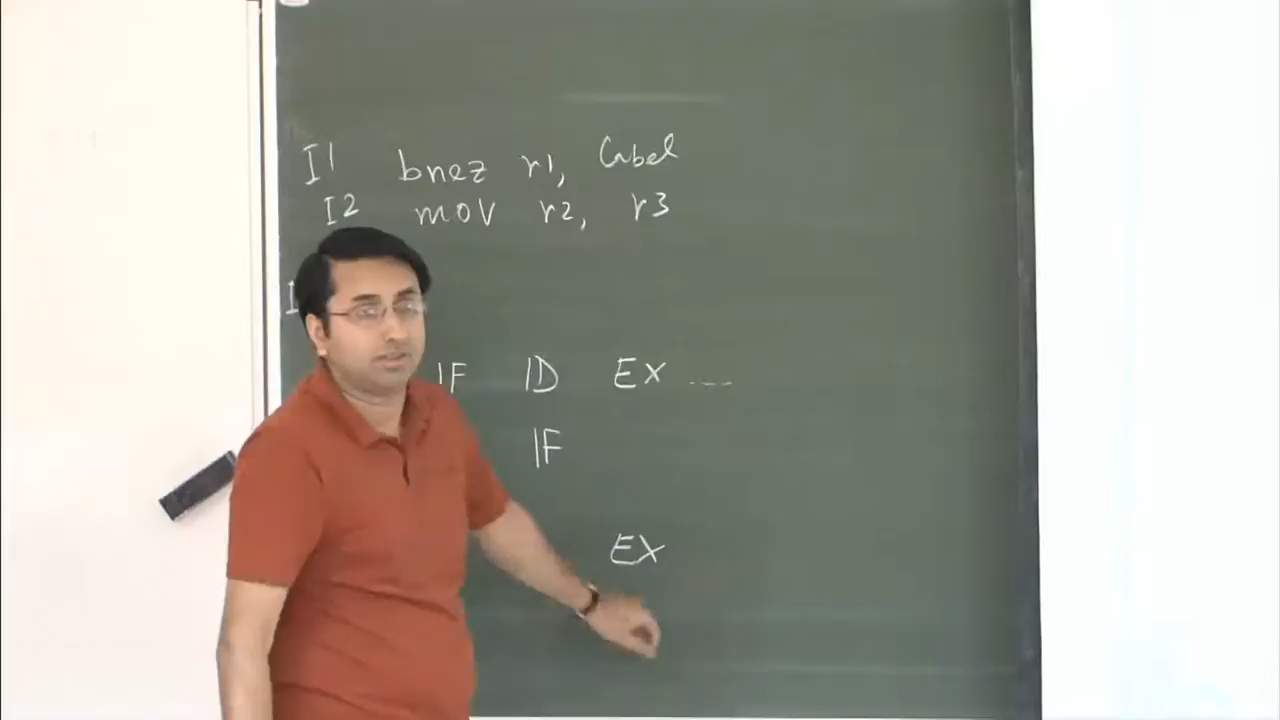 I1 bnez r1, Label
I2 mov r2, r3
I
IF ID EX ----
IF
EX